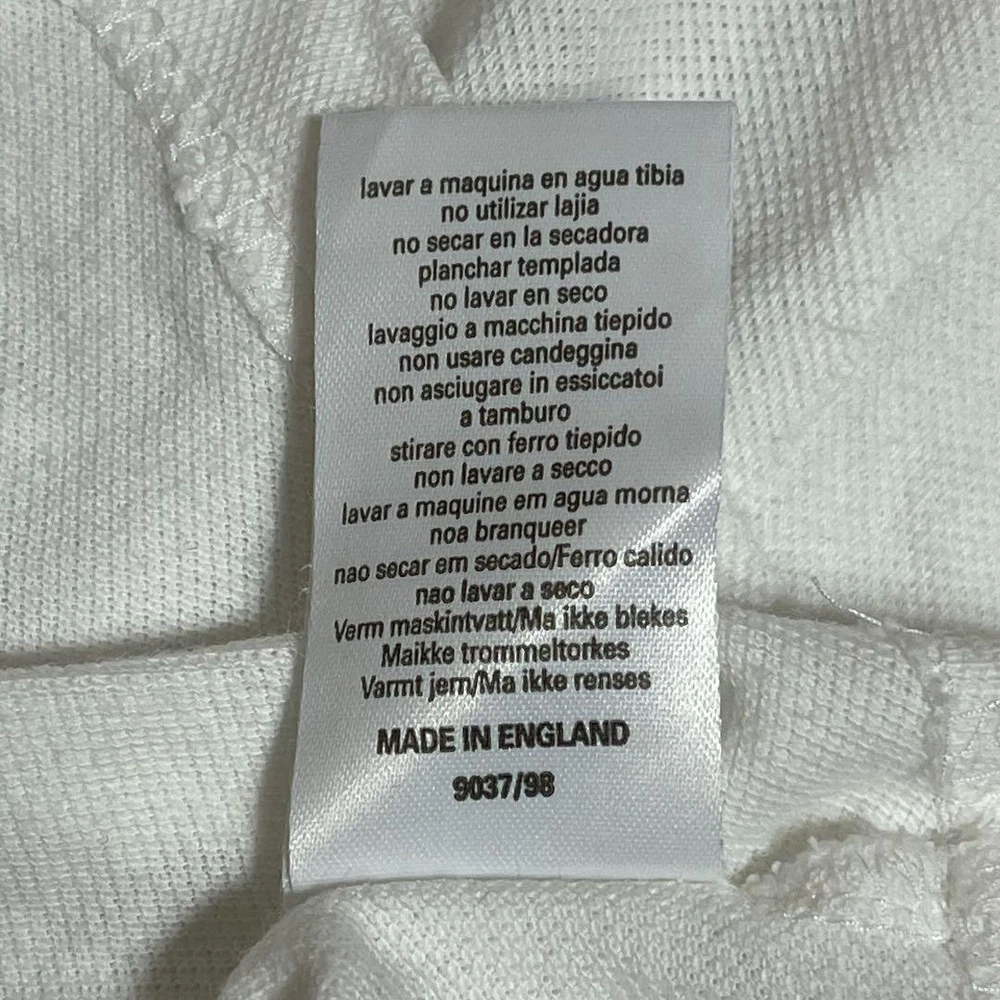 lavar a maquina en agua tibia
no utilizar lajia
no secar en la secadora
planchar templada
no lavar en seco
lavaggio a macchina tiepido
non usare candeggina
non asciugare in essiccatoi
a tamburo
stirare con ferro tiepido
non lavare a secco
lavar a maquine em agua morna
noa branqueer
nao secar em secado/Ferro calido
nao lavar a seco
Verm maskintvatt/Ma ikke blekes
Maikke trommeltorkes
Varmt jern/Ma ikke renses
MADE IN ENGLAND
9037/98